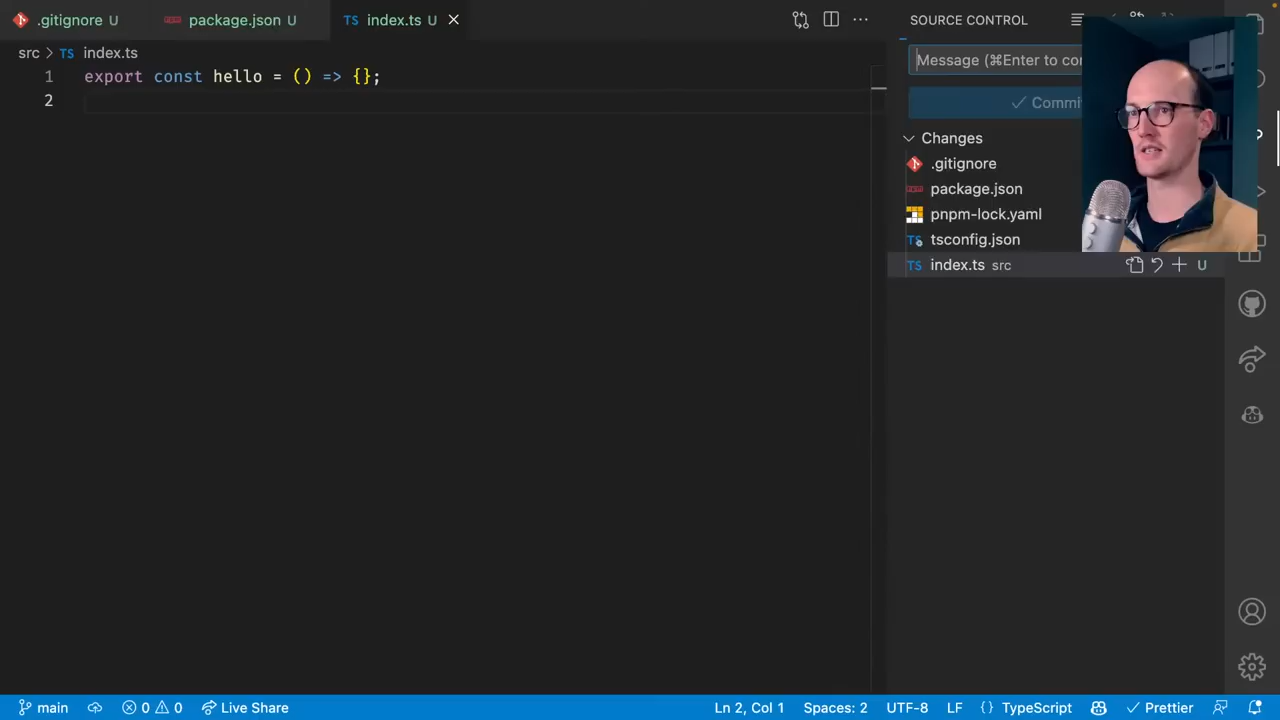 .gitignore U
package.json U
TS index.ts U
SOURCE CONTROL
src > TS index.ts
1 export const hello = () => {};
2
Message (⌘Enter to
Commi
Changes
.gitignore
package.json
pnpm-lock.yaml
TS tsconfig.json
TS index.ts src U
main 0 0 Live Share Ln 2, Col 1 Spaces: 2 UTF-8 LF {} TypeScript Prettier